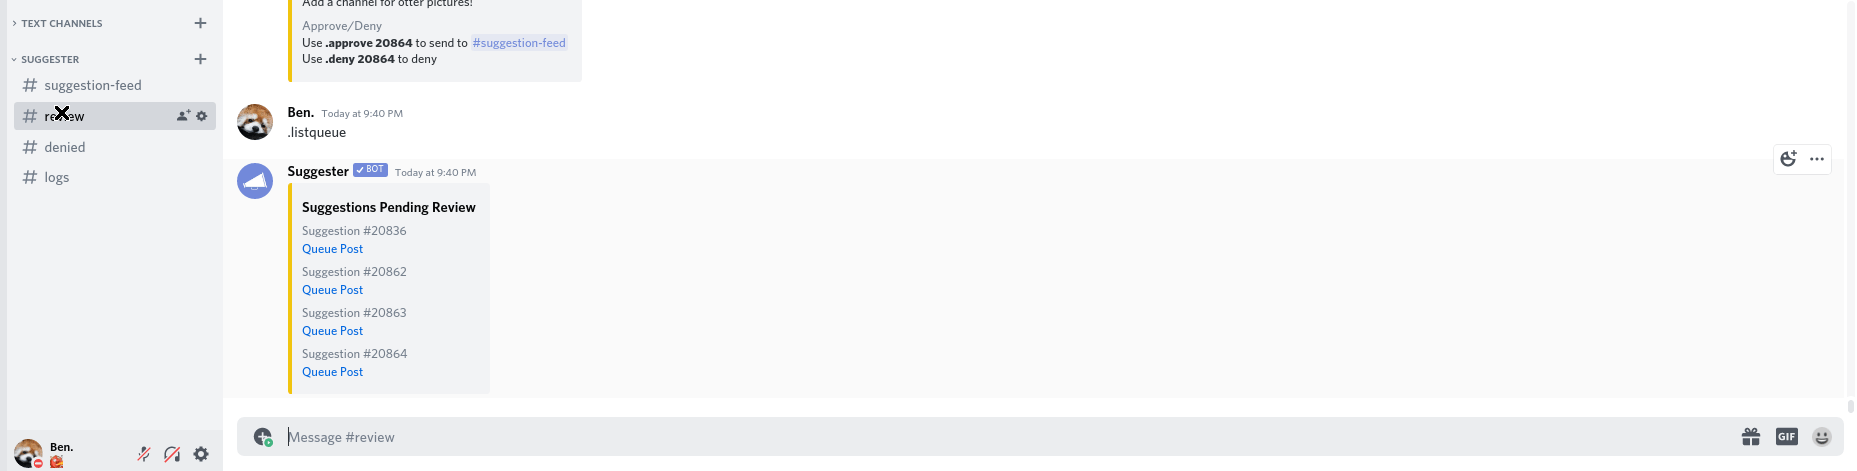 TEXT CHANNELS
SUGGESTER
suggestion-feed
review
denied
logs
Ben.
Add a channel for otter pictures!
Approve/Deny
Use .approve 20864 to send to #suggestion-feed
Use .deny 20864 to deny
Ben. Today at 9:40 PM
.listqueue
Suggester BOT Today at 9:40 PM
Suggestions Pending Review
Suggestion #20836
Queue Post
Suggestion #20862
Queue Post
Suggestion #20863
Queue Post
Suggestion #20864
Queue Post
Message #review
GIF